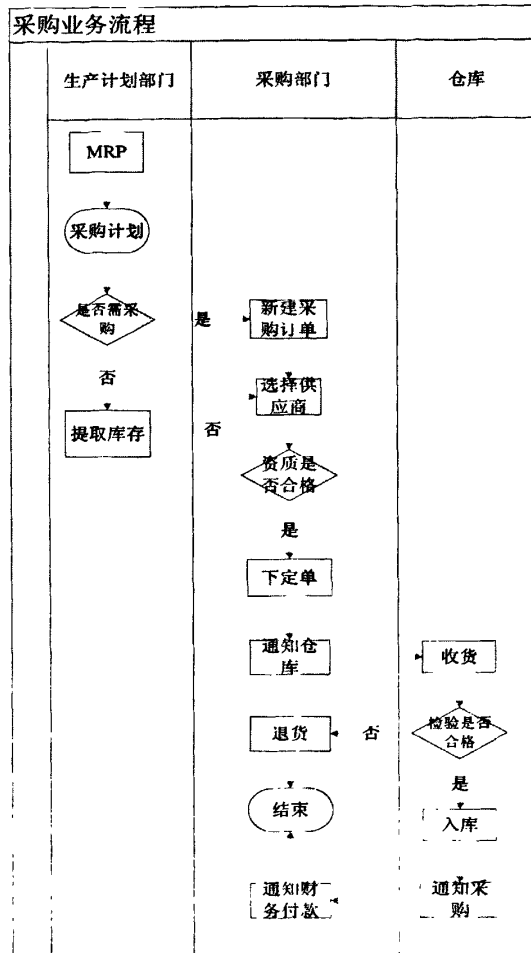 采购业务流程
生产计划部门
采购部门
仓库
MRP
采购计划
是否需采
购
是
新建采
购订单
否
选择供
应商
提取库存
否
资质是
否合格
是
下定单
通知仓
库
收货
退货
否
检验是否
合格
是
结束
入库
通知财
务付款
通知采
购